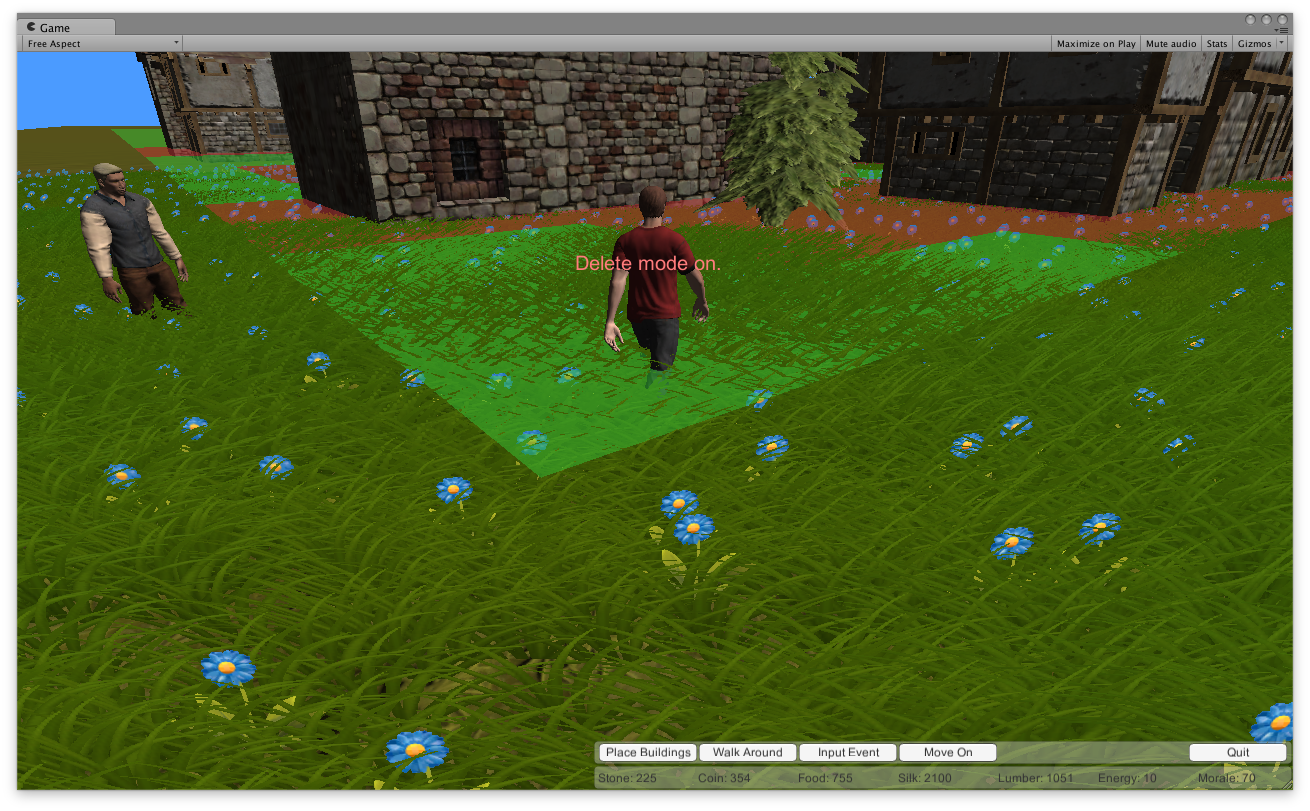 Game
Free Aspect
Maximize on Play Mute audio Stats Gizmos
Delete mode on.
Place Buildings Walk Around Input Event Move On Quit
Stone: 225 Coin: 354 Food: 755 Silk: 2100 Lumber: 1051 Energy: 10 Morale: 70